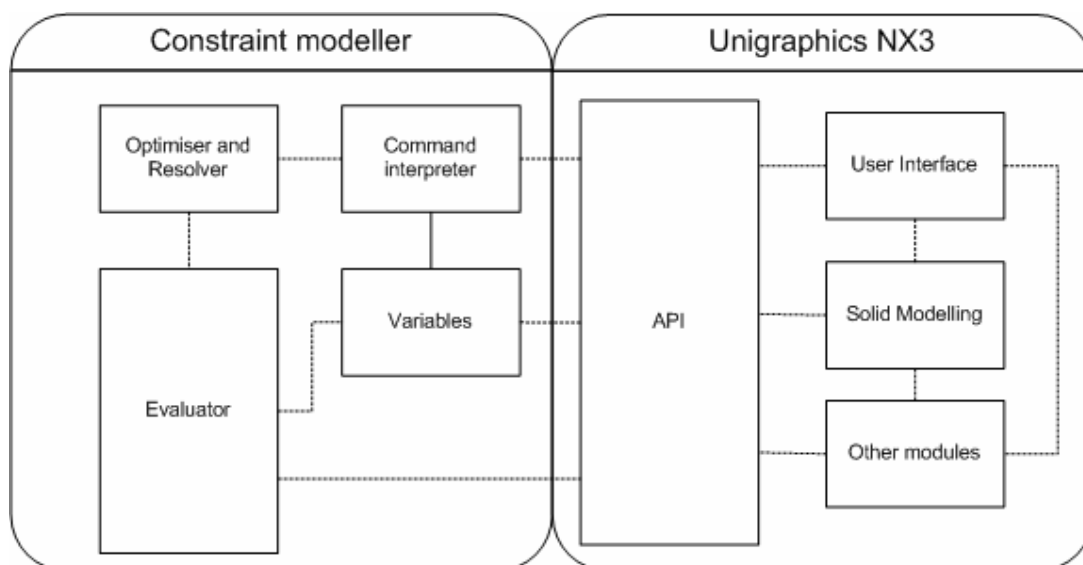 Constraint modeller
Unigraphics NX3
Optimiser and
Resolver
Command
interpreter
User Interface
Variables
API
Solid Modelling
Evaluator
Other modules